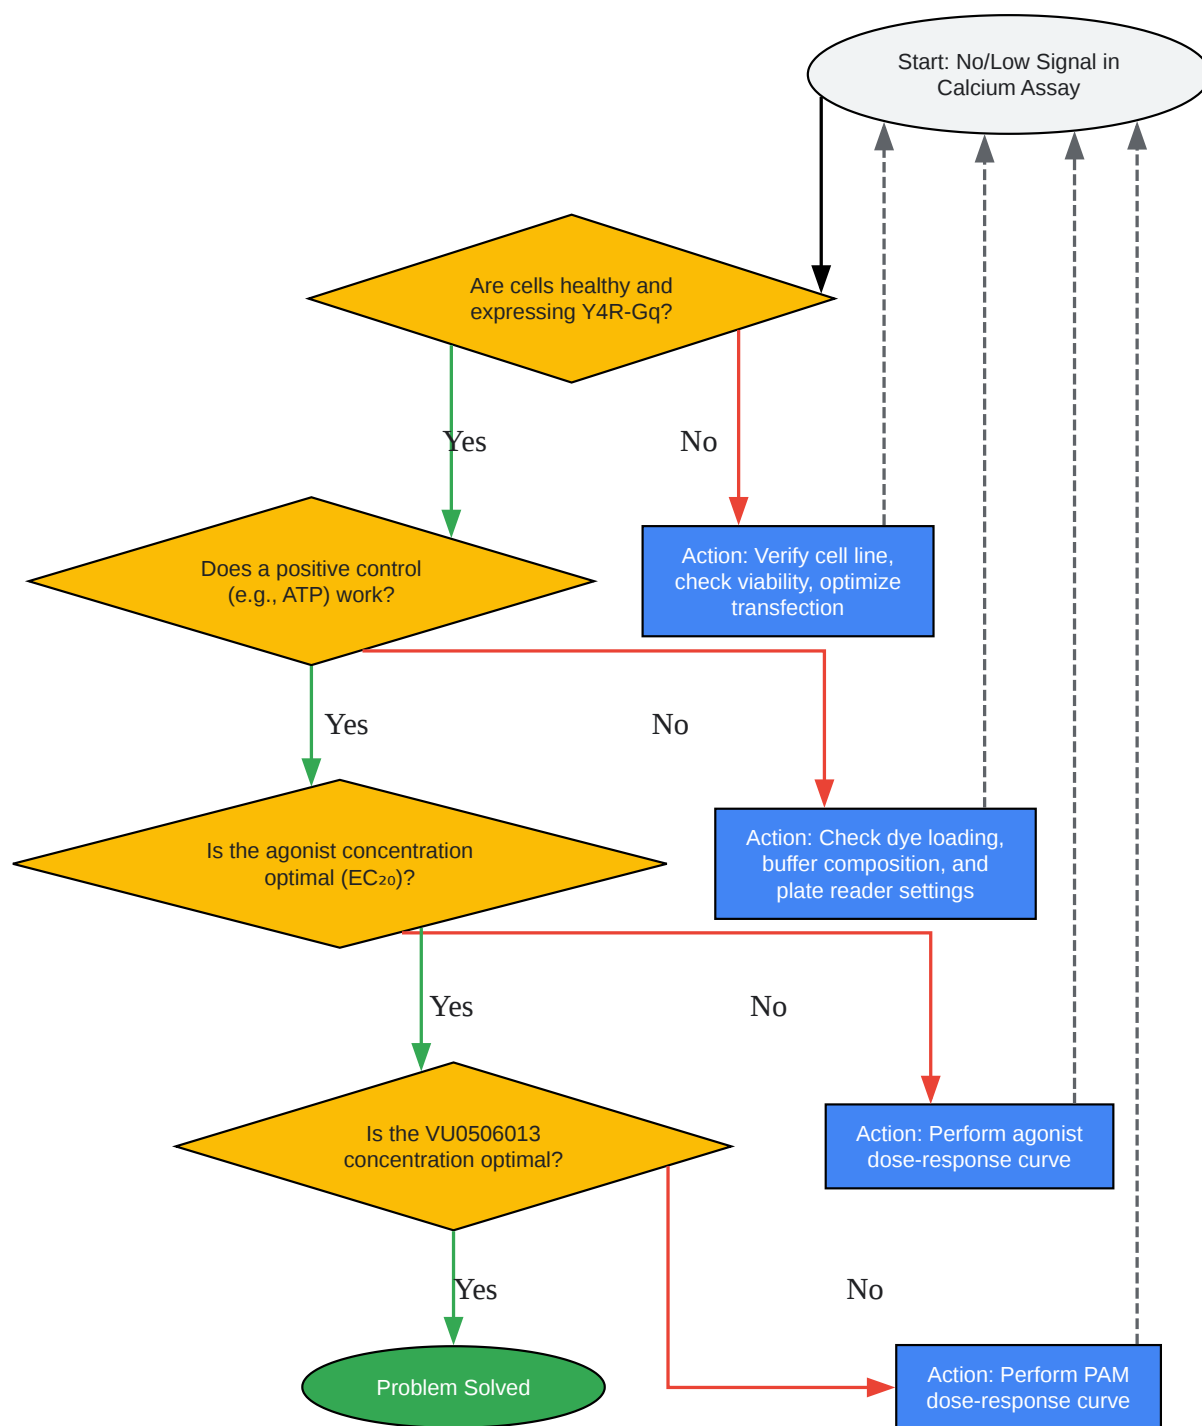 Start: No/Low Signal in
Calcium Assay
Are cells healthy and
expressing Y4R-Gq?
Yes
No
Does a positive control
(e.g., ATP) work?
Action: Verify cell line,
check viability, optimize
transfection
Yes
No
Is the agonist concentration
optimal (EC₂₀)?
Action: Check dye loading,
buffer composition, and
plate reader settings
Yes
No
Is the VU0506013
concentration optimal?
Action: Perform agonist
dose-response curve
Yes
No
Problem Solved
Action: Perform PAM
dose-response curve